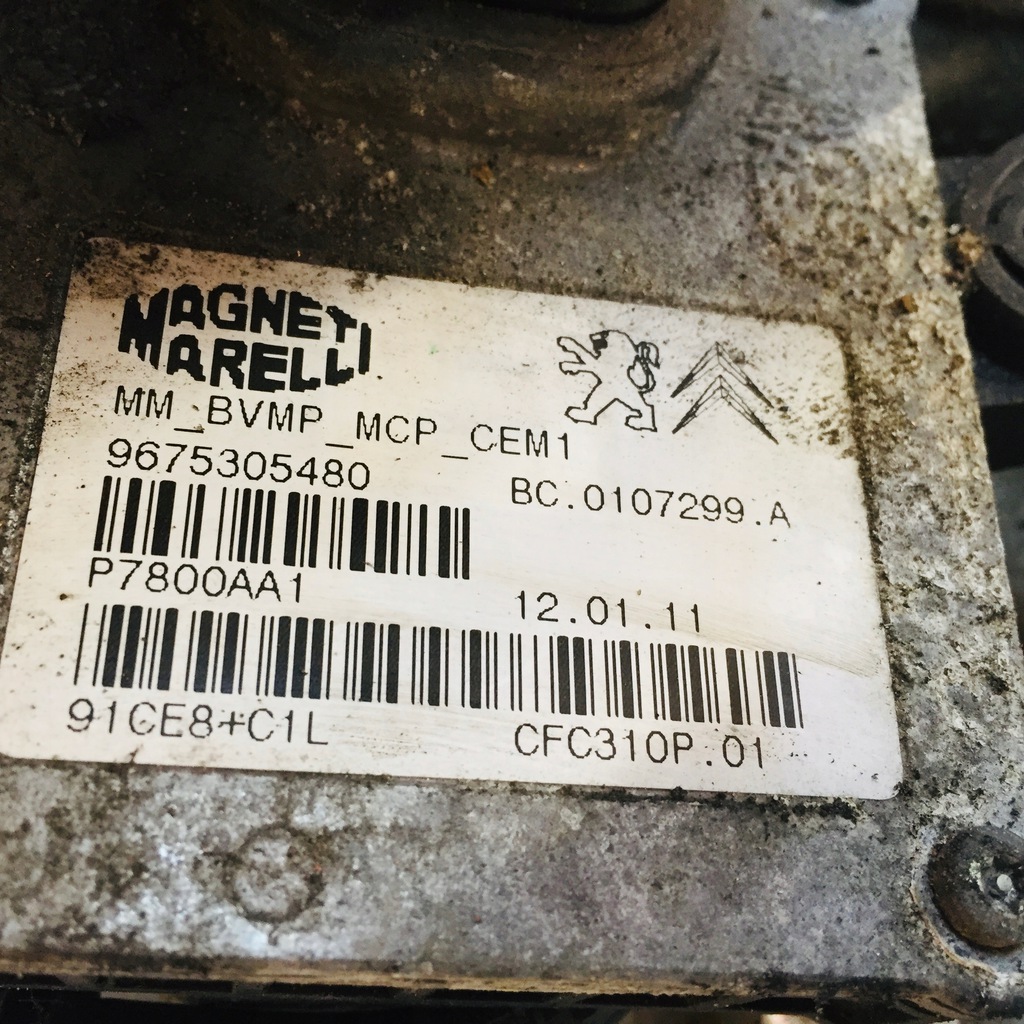 MAGNETI
MARELLI
MM_BVMP_MCP_CEM1
9675305480
BC.0107299.A
P7800AA1
12.01.11
91CE8+C1L
CFC310P.01